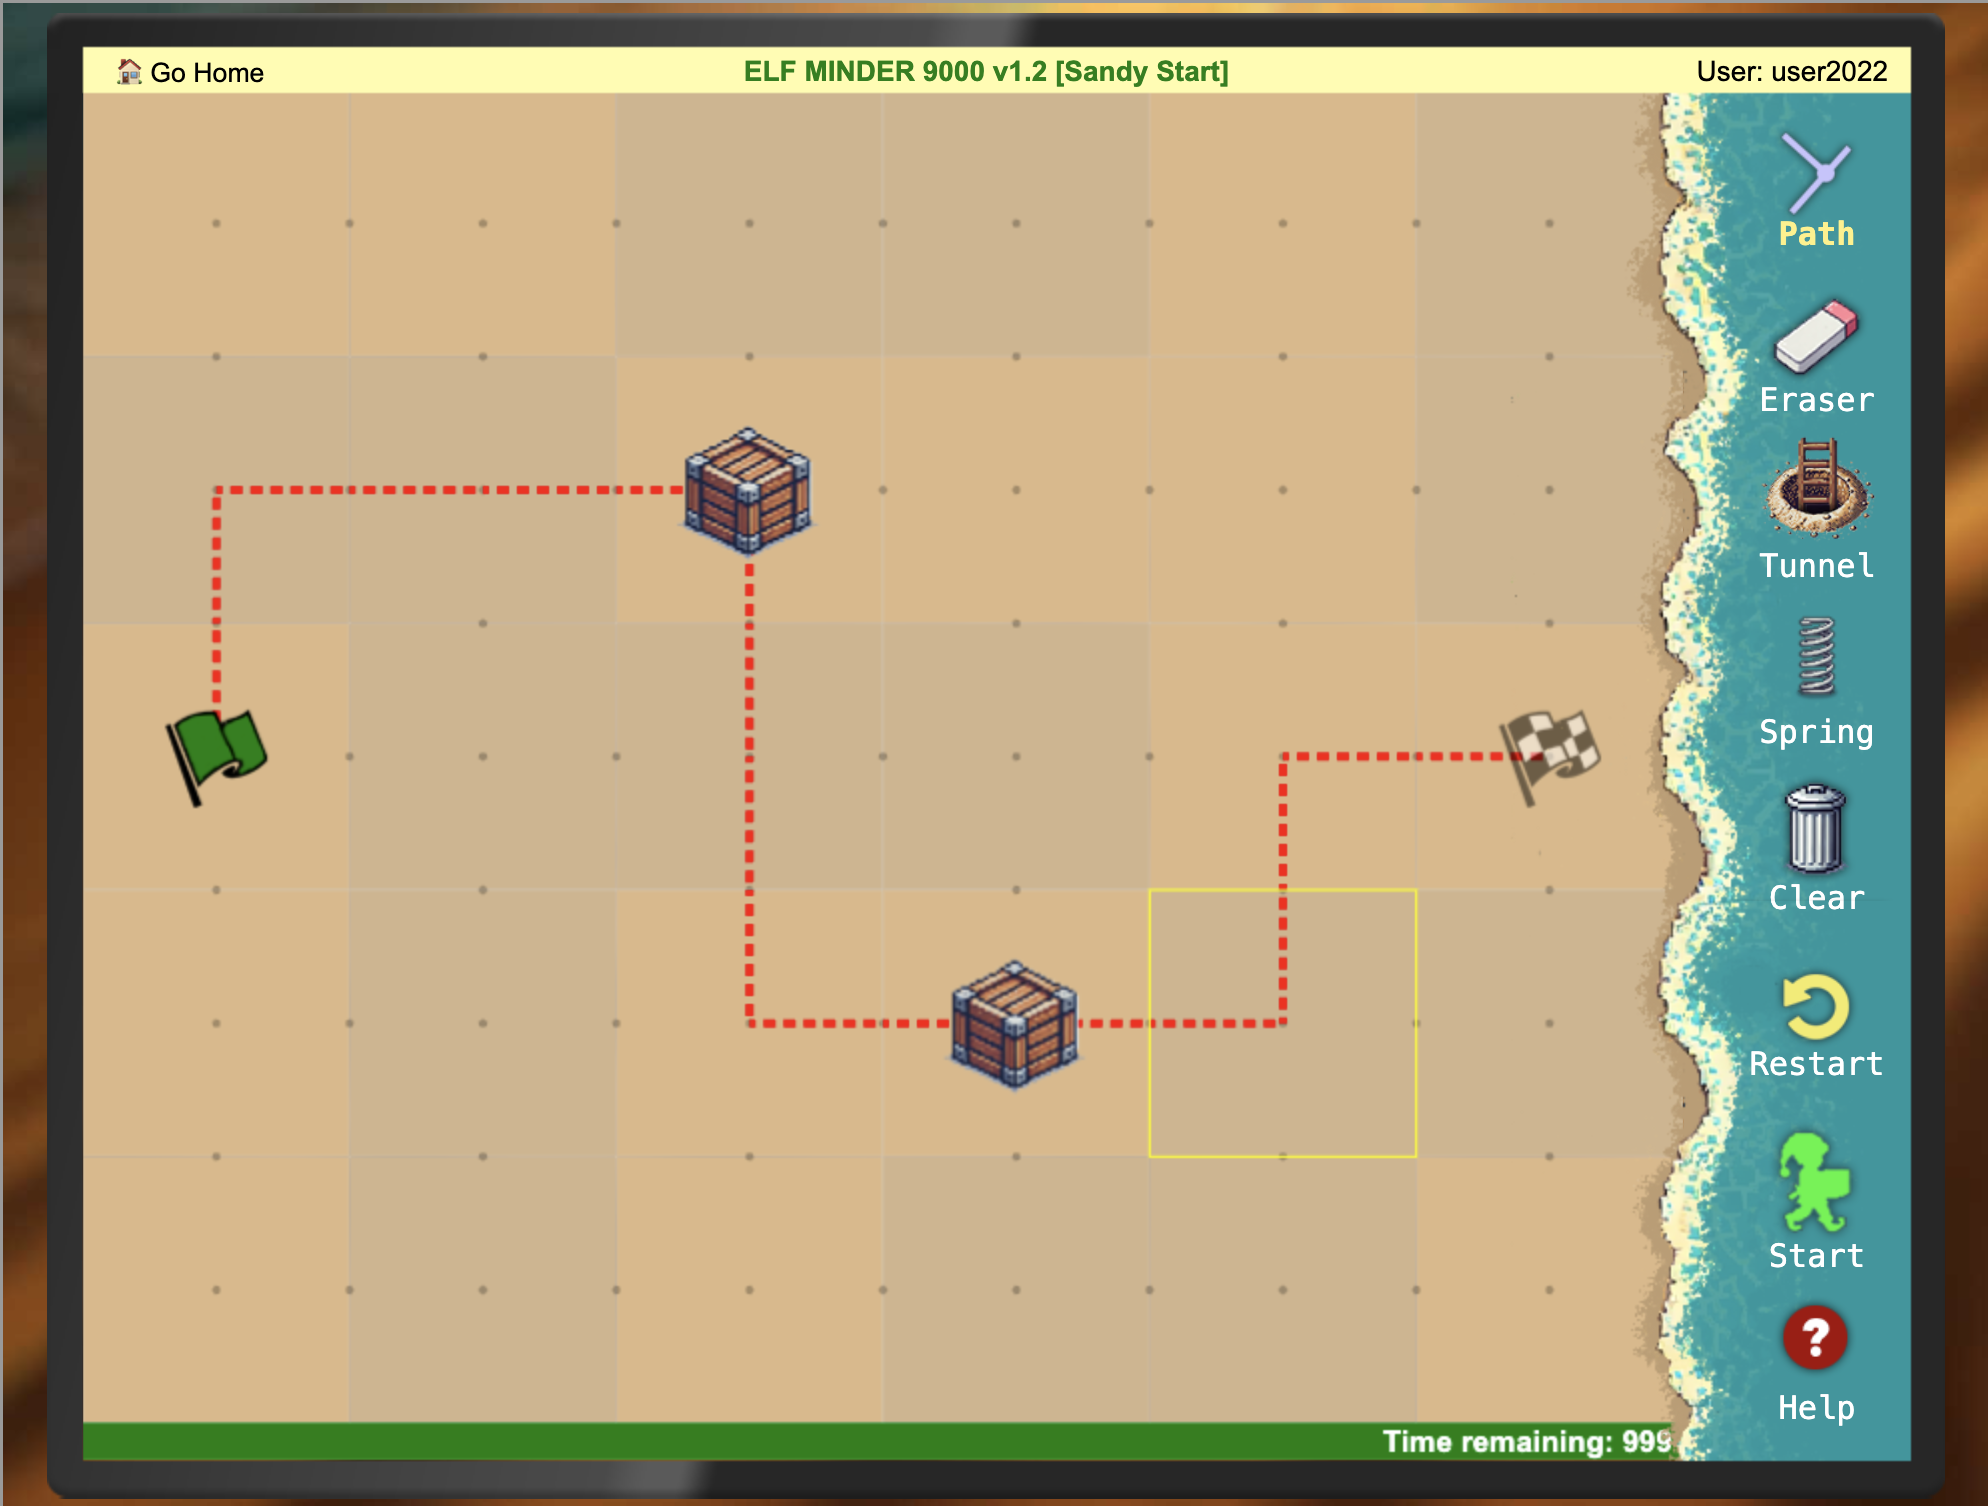 Go Home
ELF MINDER 9000 v1.2 [Sandy Start]
User: user2022
Path
Eraser
Tunnel
Spring
Clear
Restart
Start
?
Help
Time remaining: 999